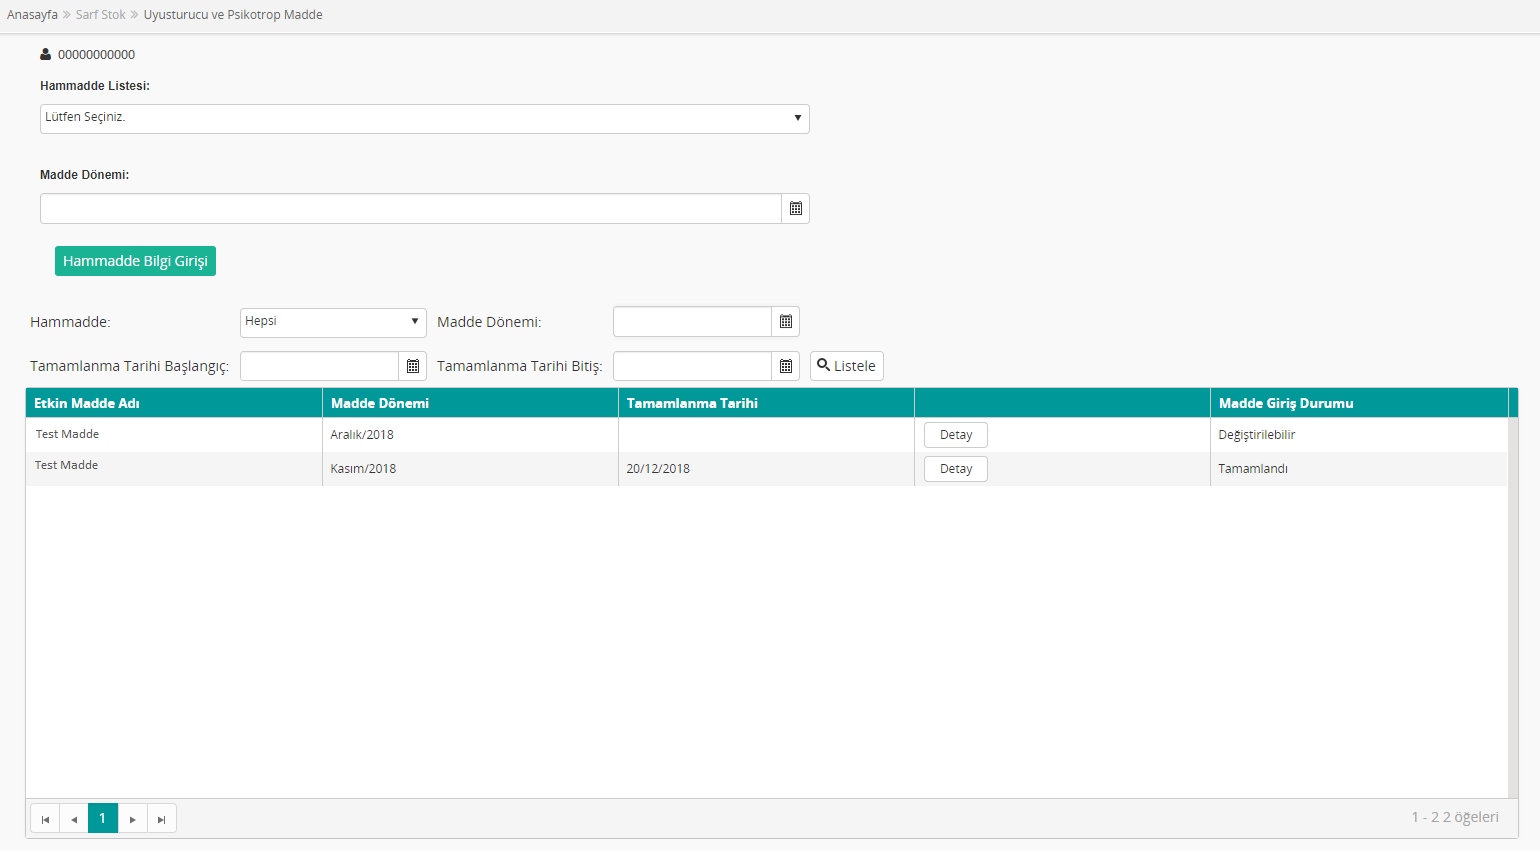 Anasayfa » Sarf Stok » Uyusturucu ve Psikotrop Madde
00000000000
Hammadde Listesi:
Lütfen Seçiniz.
Madde Dönemi:
Hammadde Bilgi Girişi
Hammadde: Hepsi Madde Dönemi:
Tamamlanma Tarihi Başlangıç: Tamamlanma Tarihi Bitiş: Listele
Etkin Madde Adı Madde Dönemi Tamamlanma Tarihi Madde Giriş Durumu
Test Madde Aralık/2018 Detay Değiştirilebilir
Test Madde Kasım/2018 20/12/2018 Detay Tamamlandı
1 1 - 2 2 öğeleri